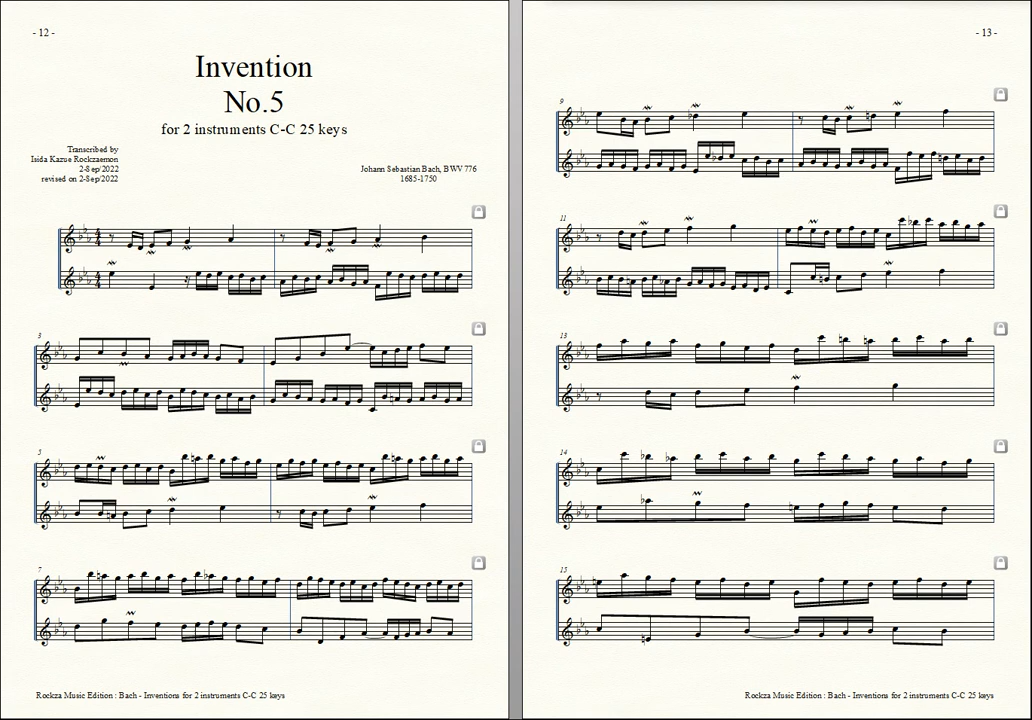 - 12 -
Invention
No.5
for 2 instruments C-C 25 keys
Transcribed by
Isida Kazue Rockzaemon
2-Sep/2022
revised on 2-Sep/2022
Johann Sebastian Bach, BWV 776
1685-1750
3
5
7
Rockza Music Edition : Bach - Inventions for 2 instruments C-C 25 keys
- 13 -
9
11
13
14
15
Rockza Music Edition : Bach - Inventions for 2 instruments C-C 25 keys